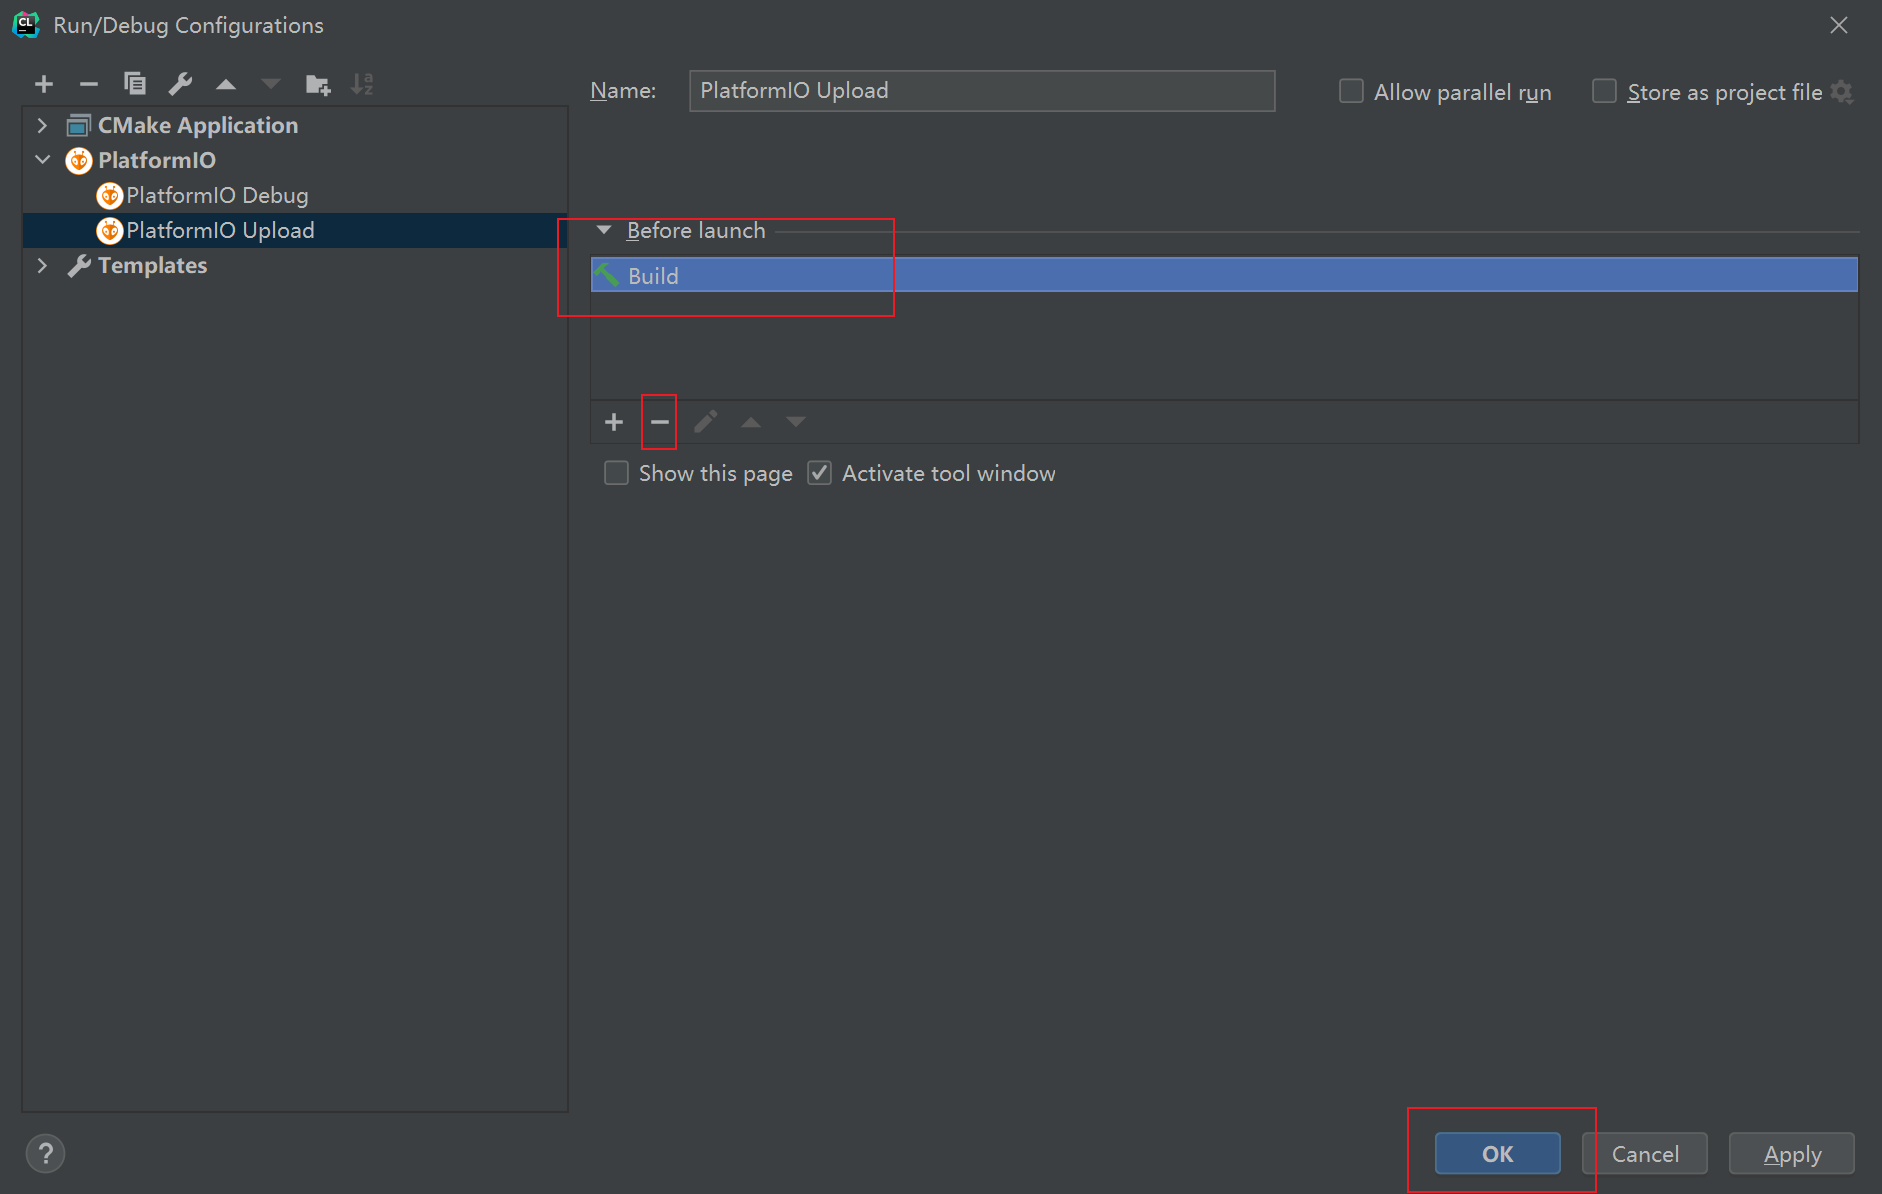 CL
Run/Debug Configurations
Name:
PlatformIO Upload
Allow parallel run
Store as project file
CMake Application
PlatformIO
PlatformIO Debug
PlatformIO Upload
Templates
Before launch
Build
Show this page
Activate tool window
?
OK
Cancel
Apply